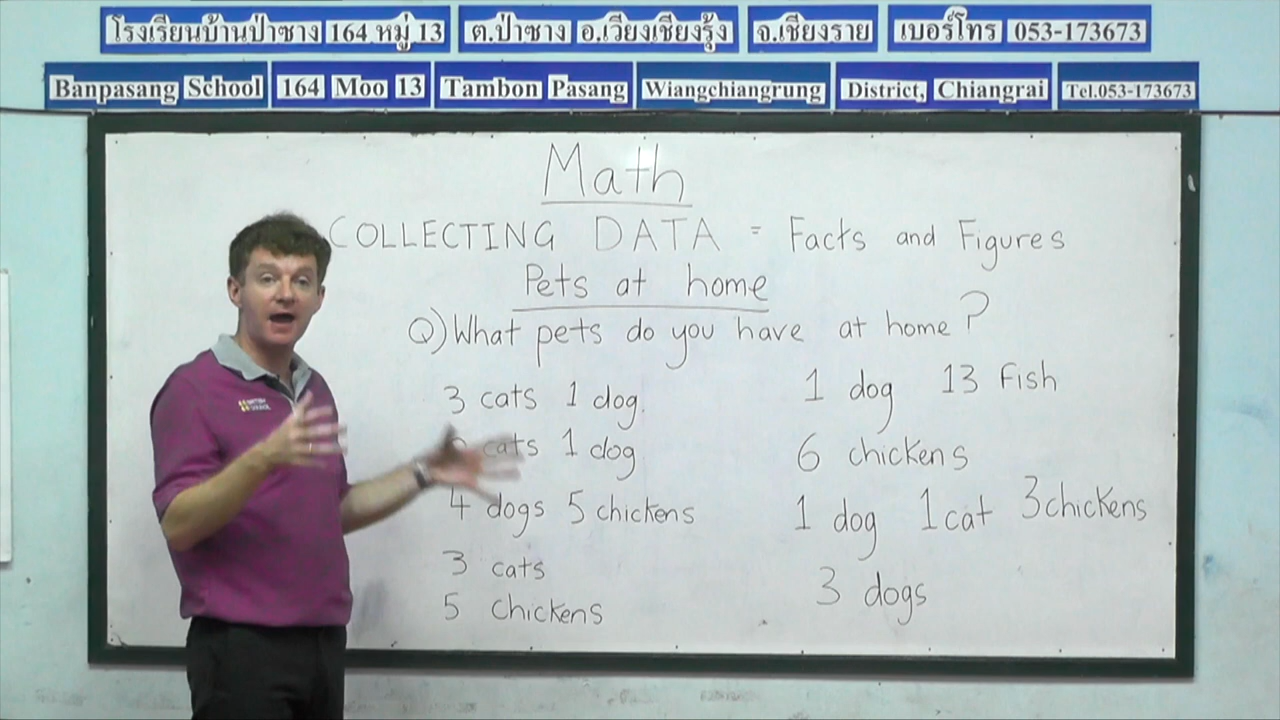 โรงเรียนบ้านป่าซาง 164 หมู่ 13 ต.ป่าซาง อ.เวียงเชียงรุ้ง จ.เชียงราย เบอร์โทร 053-173673
Banpasang School 164 Moo 13 Tambon Pasang Wiangchiangrung District, Chiangrai Tel.053-173673
Math
COLLECTING DATA = Facts and Figures
Pets at home
Q) What pets do you have at home?
3 cats 1 dog.
cats 1 dog
4 dogs 5 chickens
3 cats
5 chickens
1 dog 13 Fish
6 chickens
1 dog 1 cat 3 chickens
3 dogs
BRITISH
COUNCIL